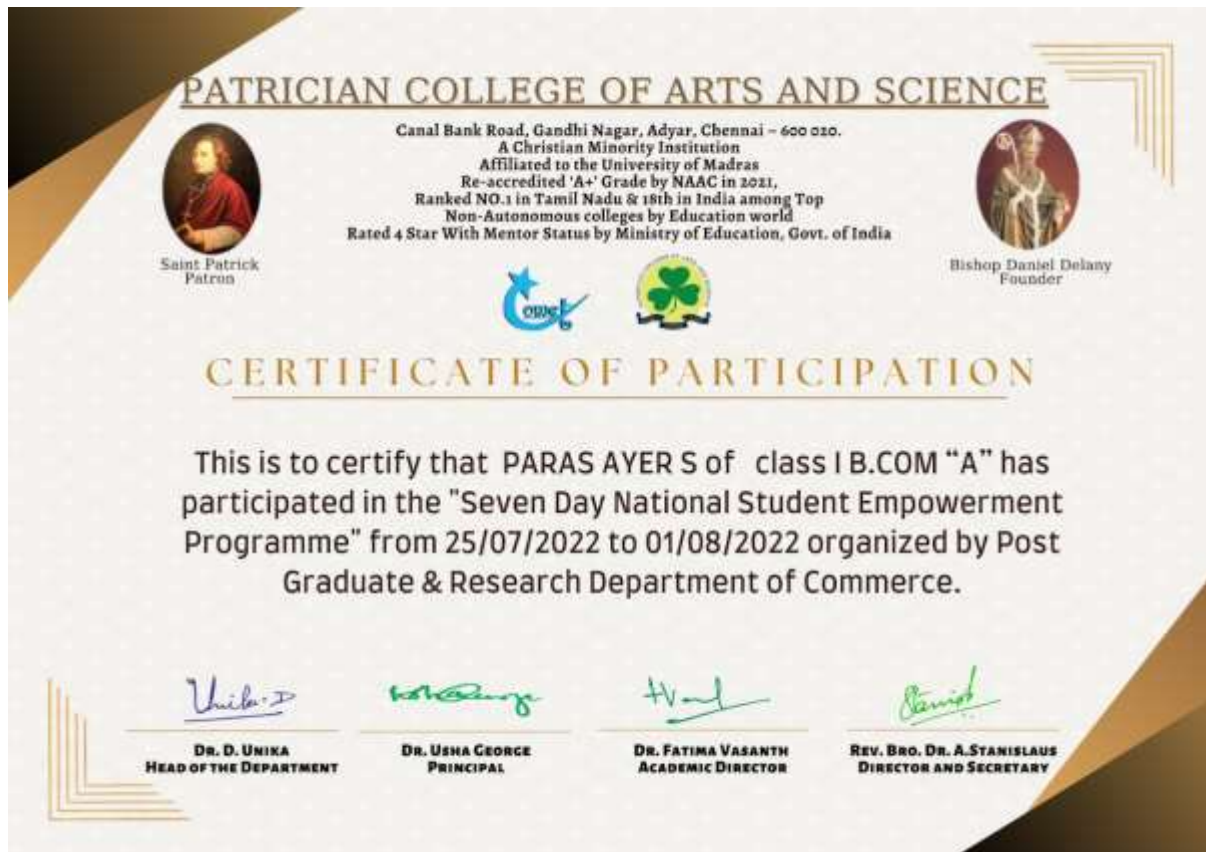 PATRICIAN COLLEGE OF ARTS AND SCIENCE
Canal Bank Road, Gandhi Nagar, Adyar, Chennai – 600 020.
A Christian Minority Institution
Affiliated to the University of Madras
Re-accredited 'A+' Grade by NAAC in 2021,
Ranked NO.1 in Tamil Nadu & 18th in India among Top
Non-Autonomous colleges by Education world
Rated 4 Star With Mentor Status by Ministry of Education, Govt. of India
Saint Patrick
Patron
Bishop Daniel Delany
Founder
CERTIFICATE OF PARTICIPATION
This is to certify that PARAS AYER S of class I B.COM “A” has
participated in the "Seven Day National Student Empowerment
Programme" from 25/07/2022 to 01/08/2022 organized by Post
Graduate & Research Department of Commerce.
Unika.D
DR. D. UNIKA
HEAD OF THE DEPARTMENT
DR. USHA GEORGE
PRINCIPAL
DR. FATIMA VASANTH
ACADEMIC DIRECTOR
REV. BRO. DR. A.STANISLAUS
DIRECTOR AND SECRETARY